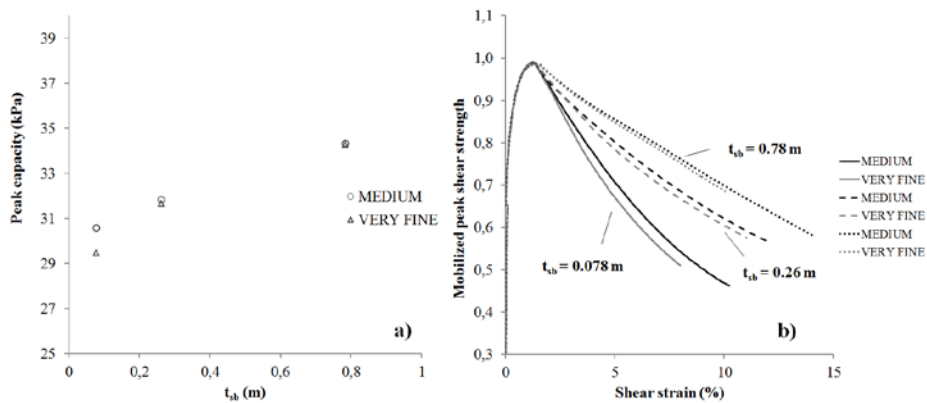 39
37
35
33
31
29
27
25
Peak capacity (kPa)
0
0,2
0,4
0,6
0,8
1
t_sb (m)
MEDIUM
VERY FINE
a)
1,1
1,0
0,9
0,8
0,7
0,6
0,5
0,4
0,3
Mobilized peak shear strength
0
5
10
15
Shear strain (%)
t_sb = 0.78 m
t_sb = 0.26 m
t_sb = 0.078 m
b)
MEDIUM
VERY FINE
MEDIUM
VERY FINE
MEDIUM
VERY FINE